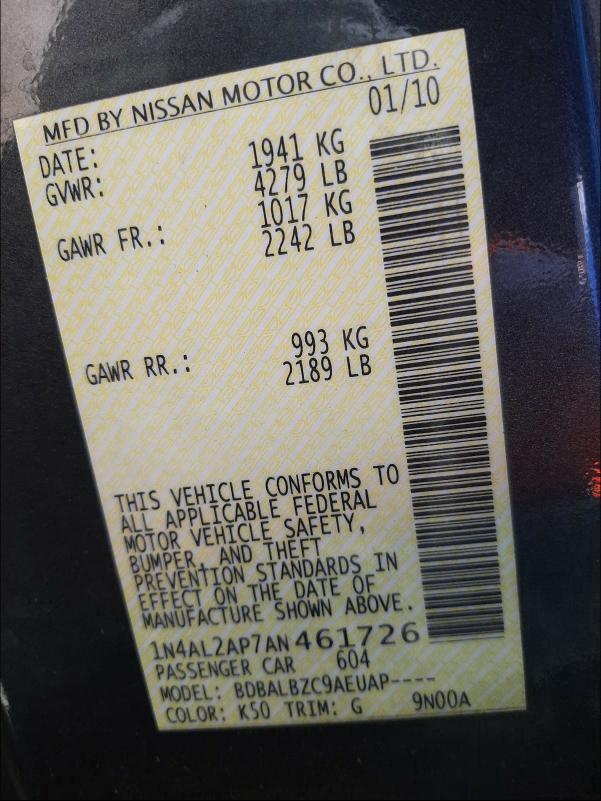 MFD BY NISSAN MOTOR CO., LTD.
DATE: 01/10
GVWR: 1941 KG
4279 LB
GAWR FR.: 1017 KG
2242 LB
GAWR RR.: 993 KG
2189 LB
THIS VEHICLE CONFORMS TO
ALL APPLICABLE FEDERAL
MOTOR VEHICLE SAFETY,
BUMPER, AND THEFT
PREVENTION STANDARDS IN
EFFECT ON THE DATE OF
MANUFACTURE SHOWN ABOVE.
1N4AL2AP7AN461726
PASSENGER CAR 604
MODEL: BDBALBZC9AEUAP----
COLOR: K50 TRIM: G 9N00A